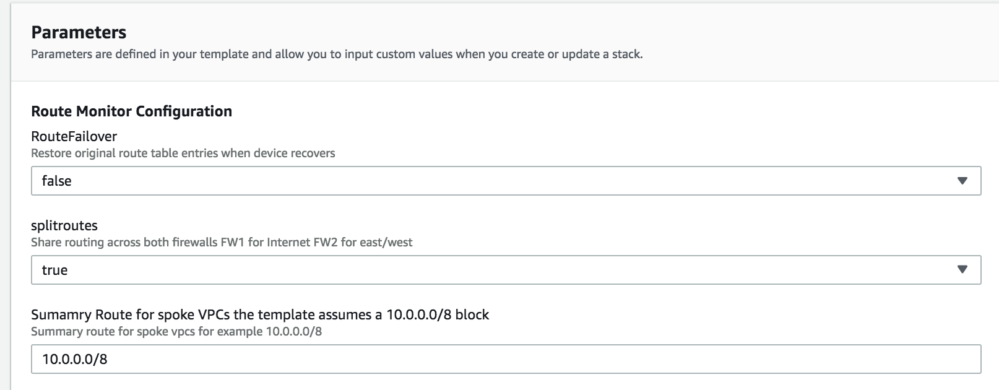 Parameters
Parameters are defined in your template and allow you to input custom values when you create or update a stack.
Route Monitor Configuration
RouteFailover
Restore original route table entries when device recovers
false
splitroutes
Share routing across both firewalls FW1 for Internet FW2 for east/west
true
Sumamry Route for spoke VPCs the template assumes a 10.0.0.0/8 block
Summary route for spoke vpcs for example 10.0.0.0/8
10.0.0.0/8